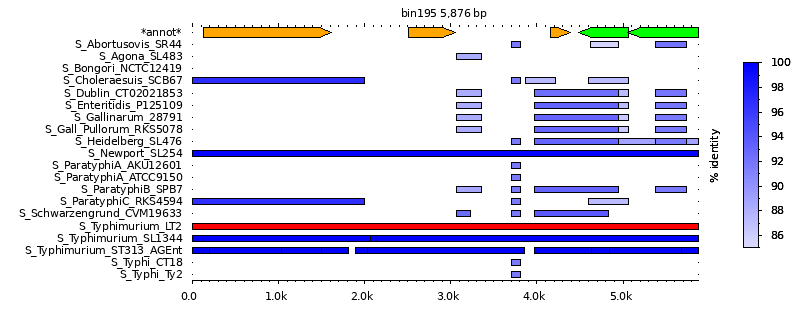 bin195 5,876 bp
*annot*
S_Abortusovis_SR44
S_Agona_SL483
S_Bongori_NCTC12419
S_Choleraesuis_SCB67
S_Dublin_CT02021853
S_Enteritidis_P125109
S_Gallinarum_28791
S_Gall_Pullorum_RKS5078
S_Heidelberg_SL476
S_Newport_SL254
S_ParatyphiA_AKU12601
S_ParatyphiA_ATCC9150
S_ParatyphiB_SPB7
S_ParatyphiC_RKS4594
S_Schwarzengrund_CVM19633
S_Typhimurium_LT2
S_Typhimurium_SL1344
S_Typhimurium_ST313_AGEnt
S_Typhi_CT18
S_Typhi_Ty2
0.0 1.0k 2.0k 3.0k 4.0k 5.0k
% identity
100
98
96
94
92
90
88
86